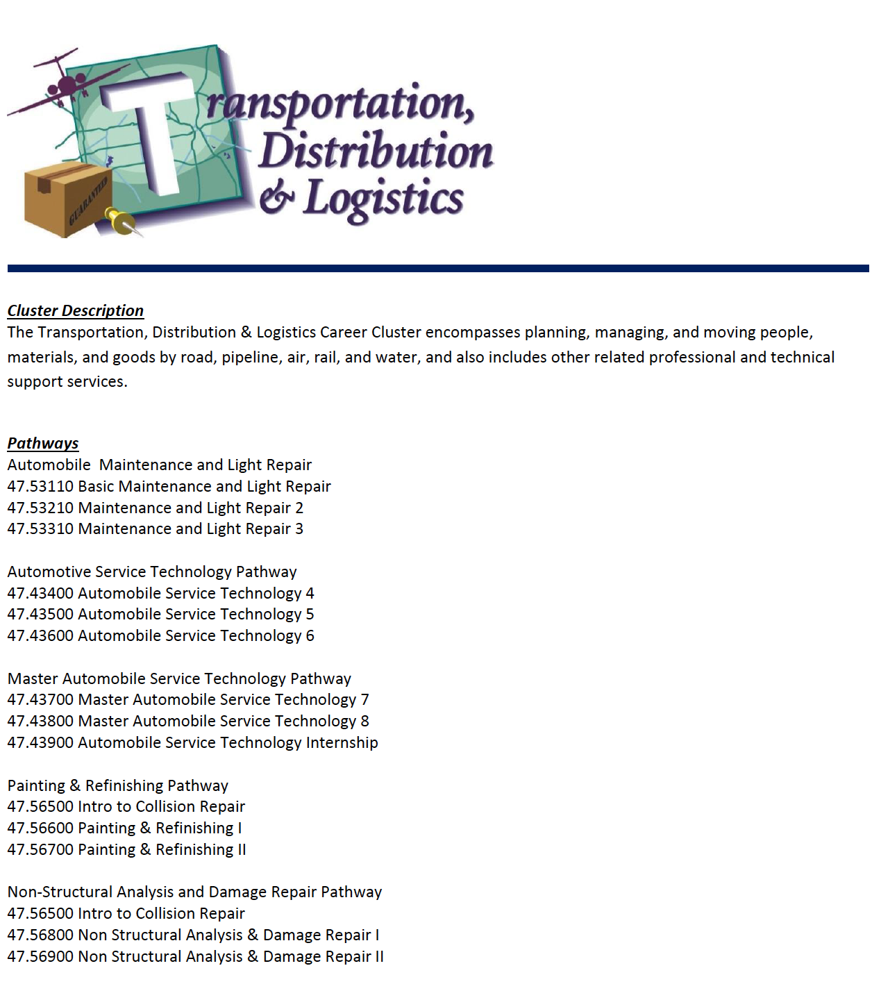 Transportation,
Distribution
& Logistics
GUARANTEED
Cluster Description
The Transportation, Distribution & Logistics Career Cluster encompasses planning, managing, and moving people,
materials, and goods by road, pipeline, air, rail, and water, and also includes other related professional and technical
support services.
Pathways
Automobile  Maintenance and Light Repair
47.53110 Basic Maintenance and Light Repair
47.53210 Maintenance and Light Repair 2
47.53310 Maintenance and Light Repair 3
Automotive Service Technology Pathway
47.43400 Automobile Service Technology 4
47.43500 Automobile Service Technology 5
47.43600 Automobile Service Technology 6
Master Automobile Service Technology Pathway
47.43700 Master Automobile Service Technology 7
47.43800 Master Automobile Service Technology 8
47.43900 Automobile Service Technology Internship
Painting & Refinishing Pathway
47.56500 Intro to Collision Repair
47.56600 Painting & Refinishing I
47.56700 Painting & Refinishing II
Non-Structural Analysis and Damage Repair Pathway
47.56500 Intro to Collision Repair
47.56800 Non Structural Analysis & Damage Repair I
47.56900 Non Structural Analysis & Damage Repair II